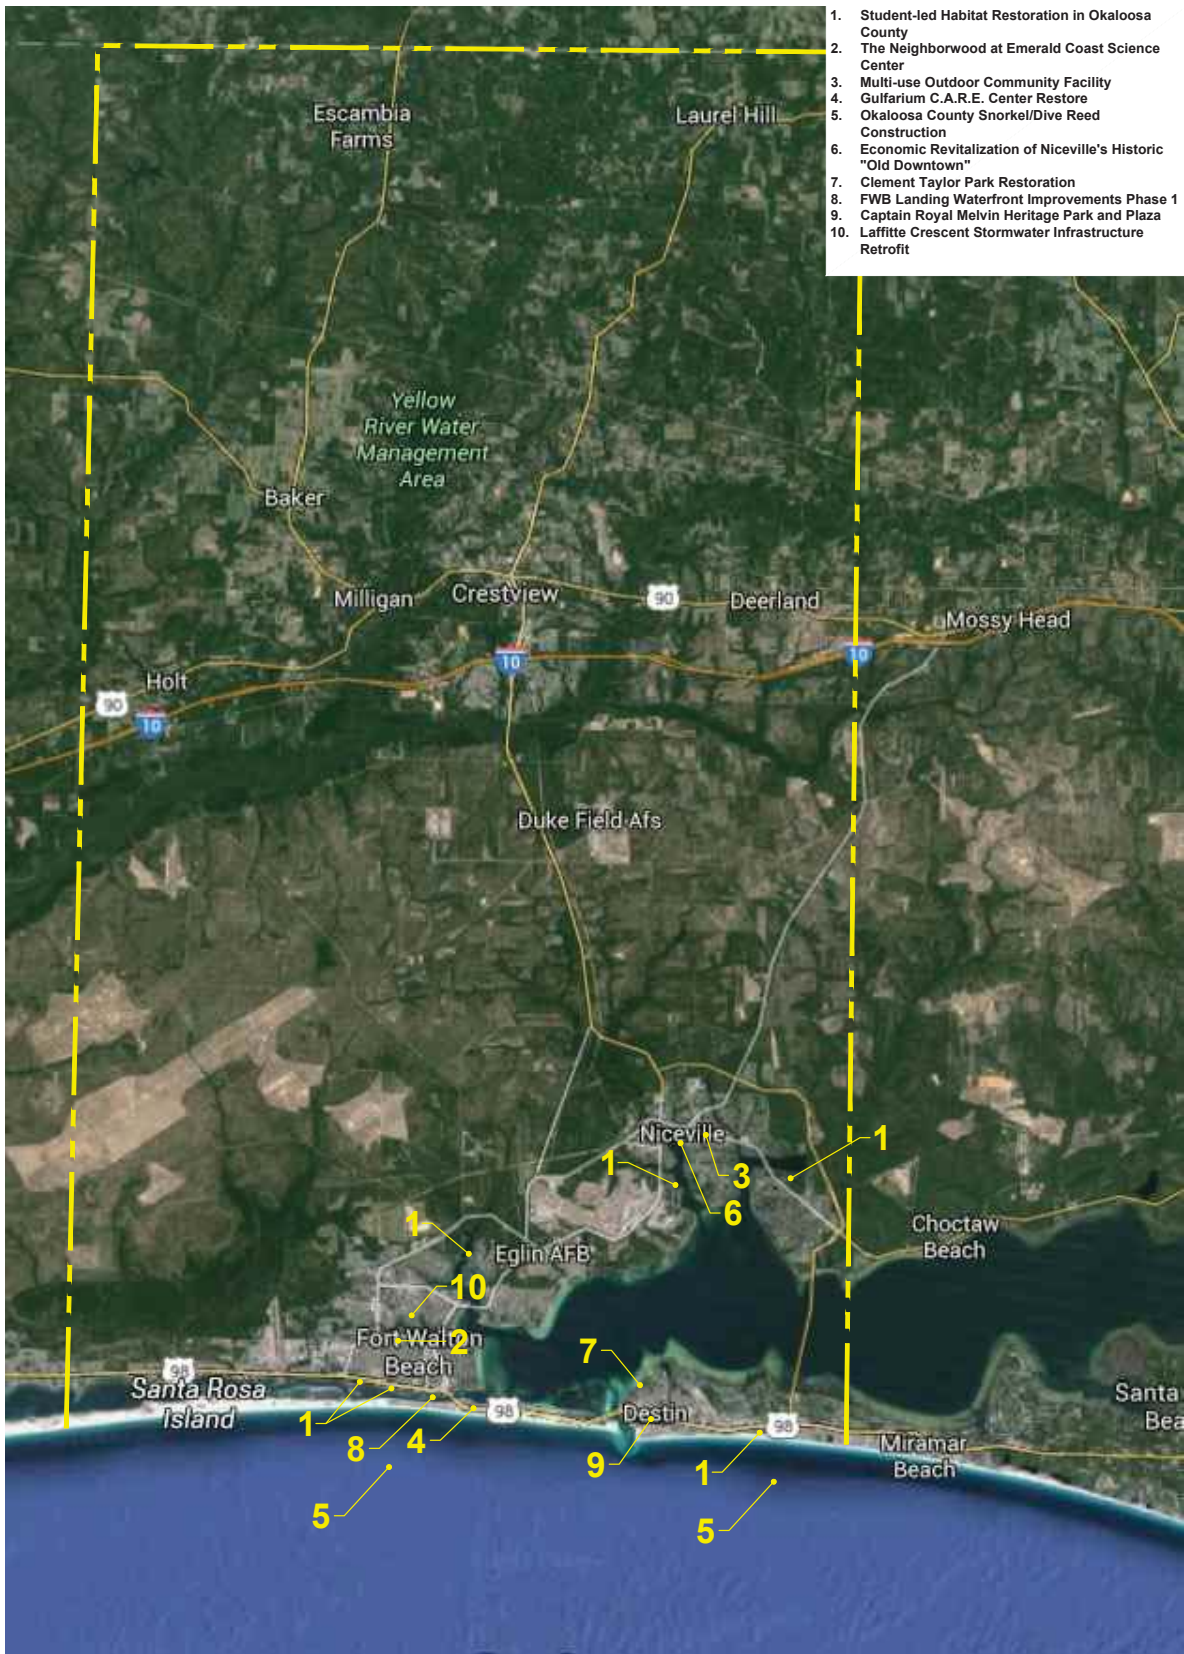 1. Student-led Habitat Restoration in Okaloosa
County
2. The Neighborwood at Emerald Coast Science
Center
3. Multi-use Outdoor Community Facility
4. Gulfarium C.A.R.E. Center Restore
5. Okaloosa County Snorkel/Dive Reed
Construction
6. Economic Revitalization of Niceville's Historic
"Old Downtown"
7. Clement Taylor Park Restoration
8. FWB Landing Waterfront Improvements Phase 1
9. Captain Royal Melvin Heritage Park and Plaza
10. Laffitte Crescent Stormwater Infrastructure
Retrofit
Escambia
Farms
Laurel Hill
Yellow
River Water
Management
Area
Baker
Milligan
Crestview
90
Deerland
Mossy Head
10
10
Holt
90
10
Duke Field Afs
Niceville
1
1
3
6
1
Choctaw
Beach
Eglin AFB
10
Fort Walton
Beach
2
7
98
Santa Rosa
Island
Santa
Bea
1
8
4
98
Destin
98
9
1
Miramar
Beach
5
5